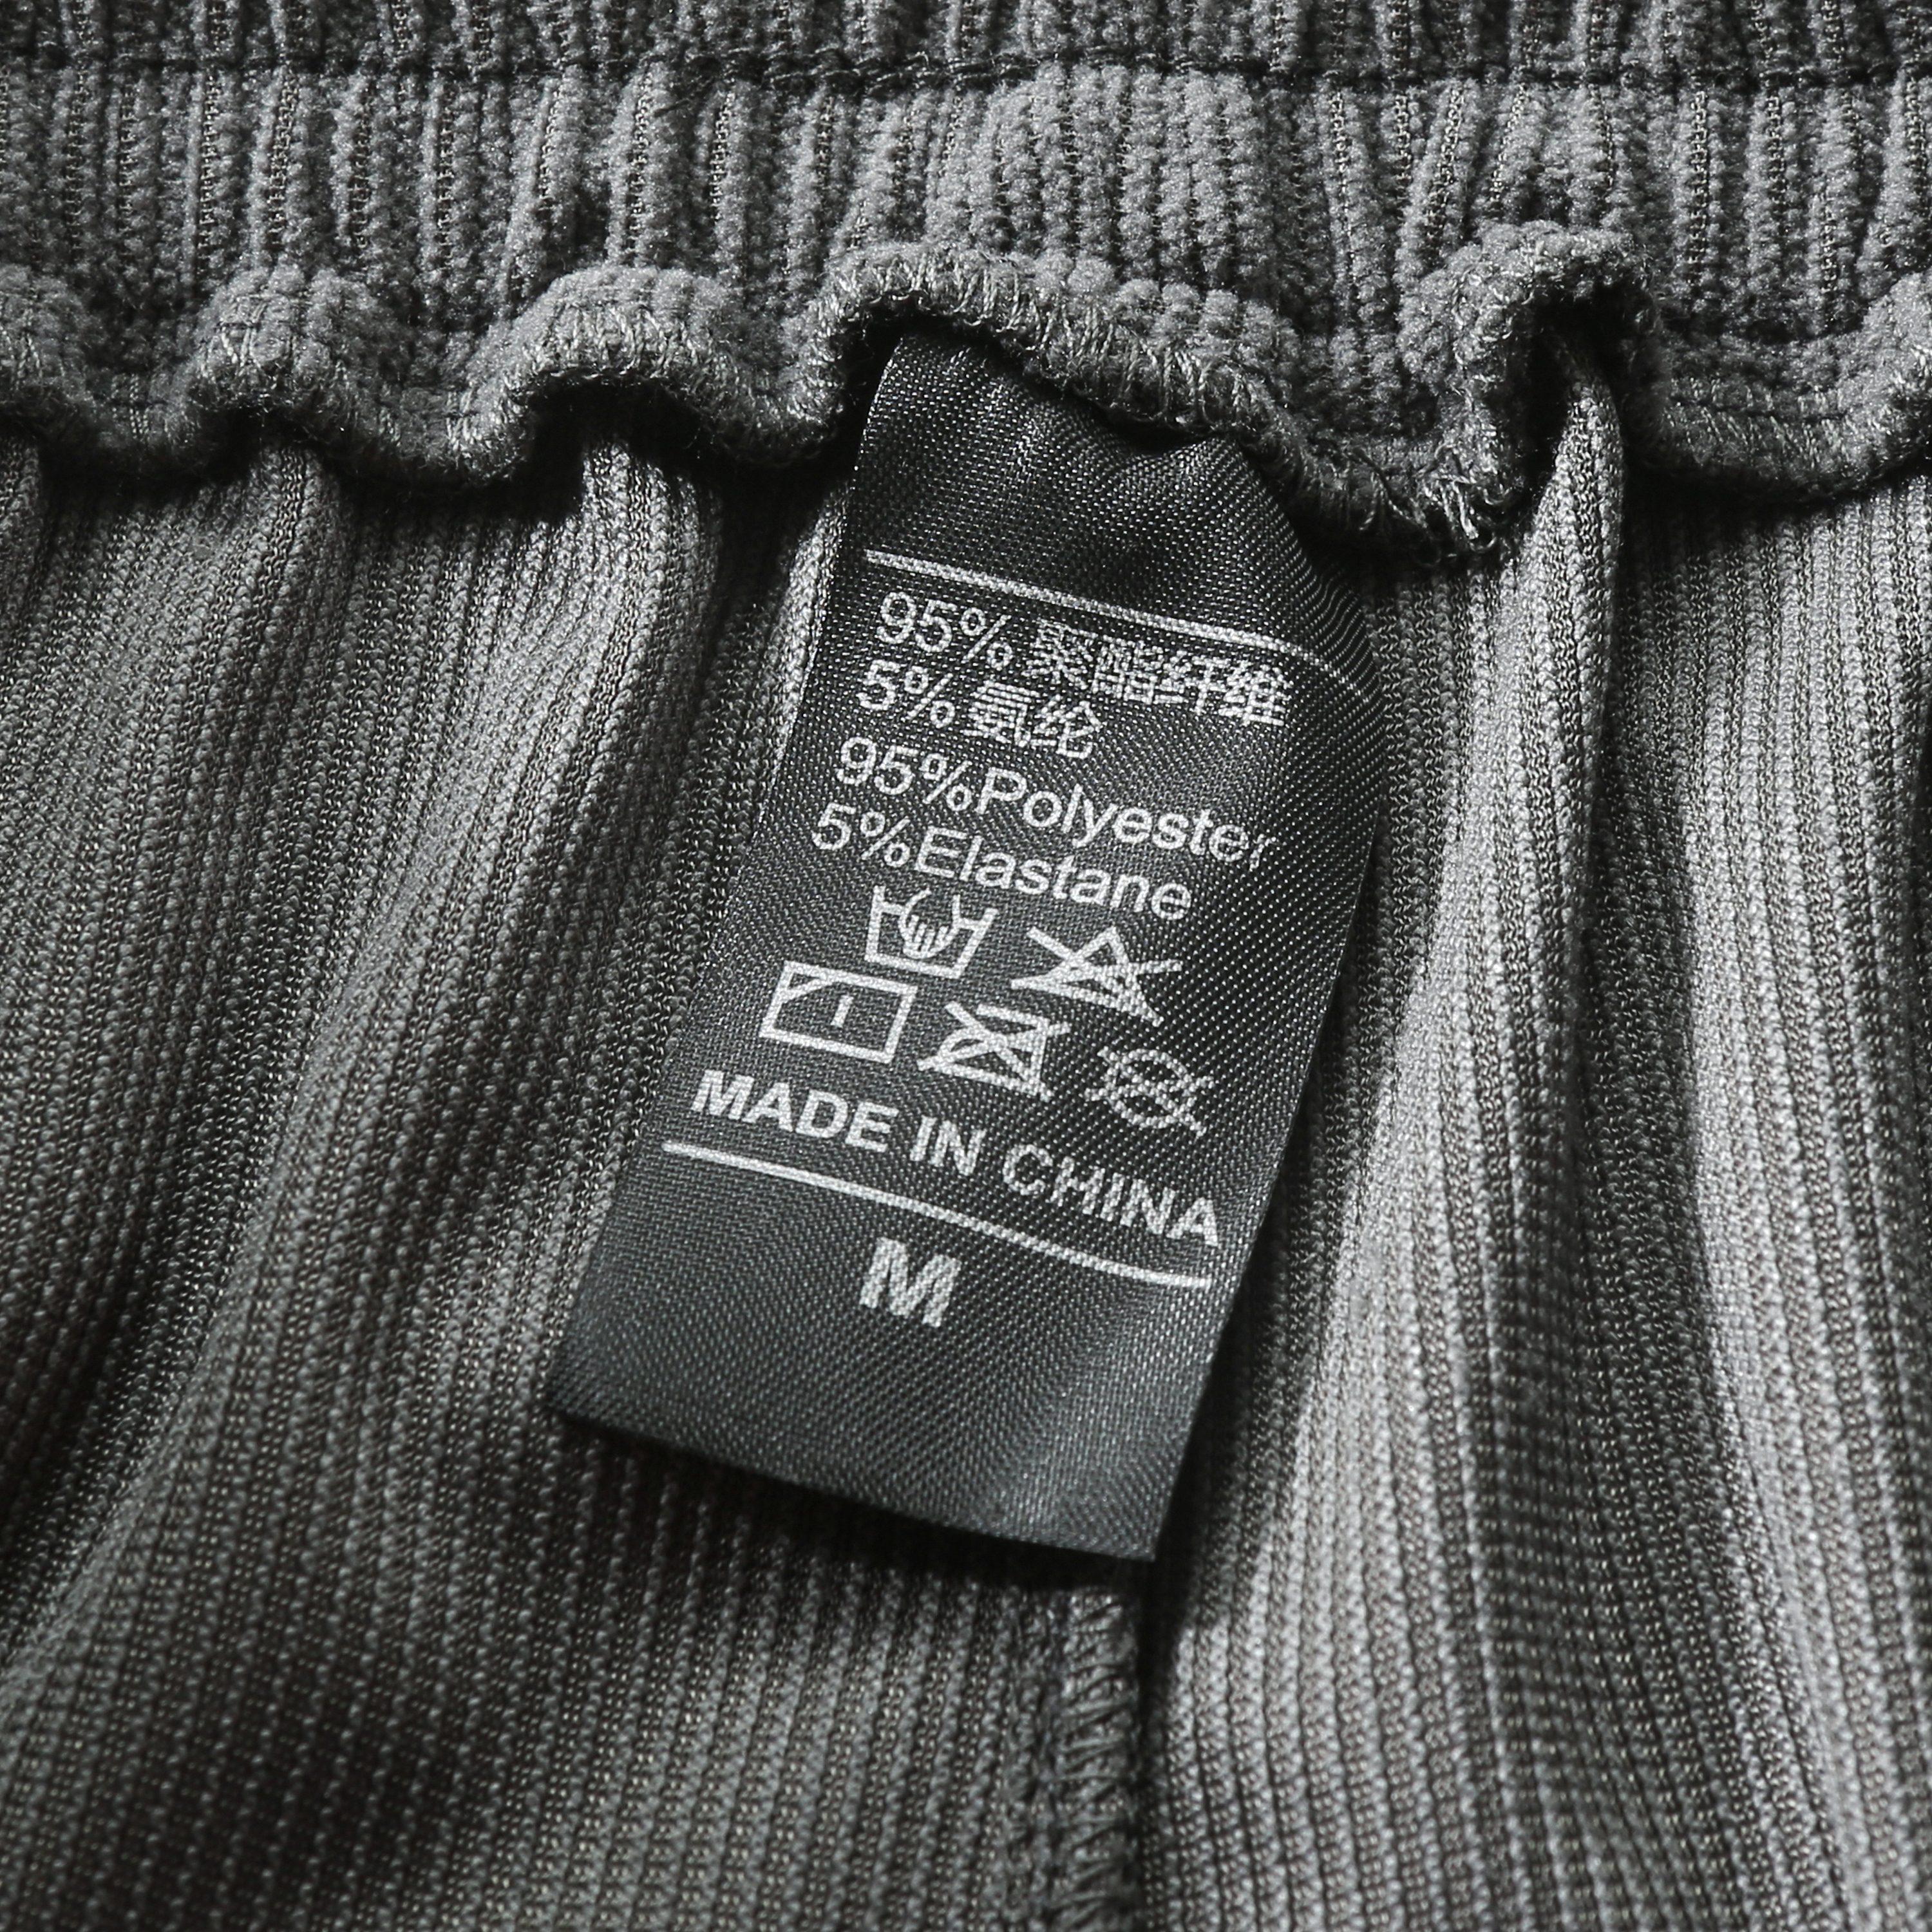 95% 聚酯纤维
5% 氨纶
95%Polyester
5%Elastane
MADE IN CHINA
M